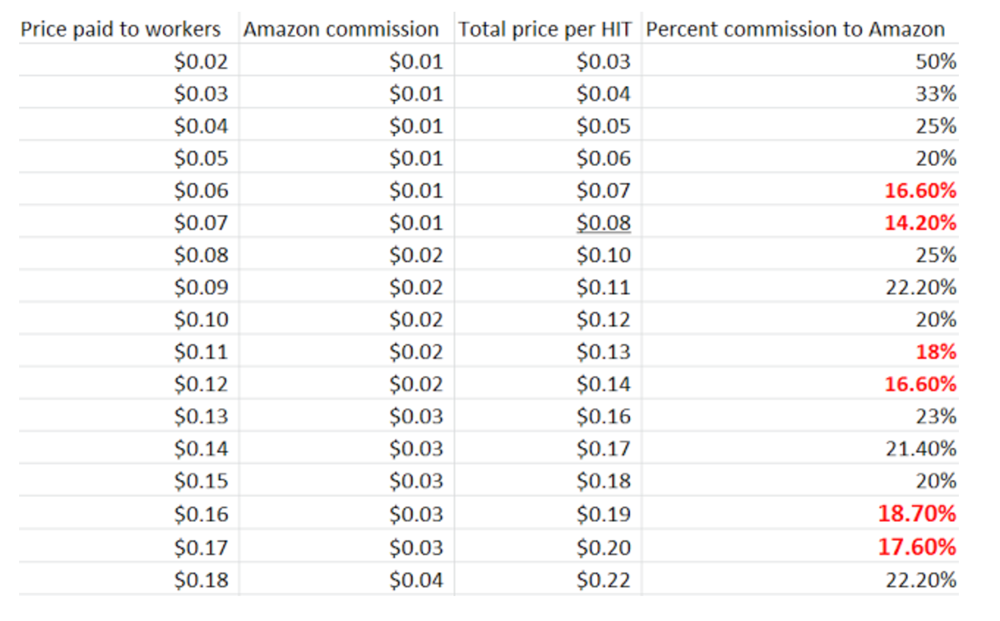 Price paid to workers Amazon commission Total price per HIT Percent commission to Amazon
$0.02 $0.01 $0.03 50%
$0.03 $0.01 $0.04 33%
$0.04 $0.01 $0.05 25%
$0.05 $0.01 $0.06 20%
$0.06 $0.01 $0.07 16.60%
$0.07 $0.01 $0.08 14.20%
$0.08 $0.02 $0.10 25%
$0.09 $0.02 $0.11 22.20%
$0.10 $0.02 $0.12 20%
$0.11 $0.02 $0.13 18%
$0.12 $0.02 $0.14 16.60%
$0.13 $0.03 $0.16 23%
$0.14 $0.03 $0.17 21.40%
$0.15 $0.03 $0.18 20%
$0.16 $0.03 $0.19 18.70%
$0.17 $0.03 $0.20 17.60%
$0.18 $0.04 $0.22 22.20%